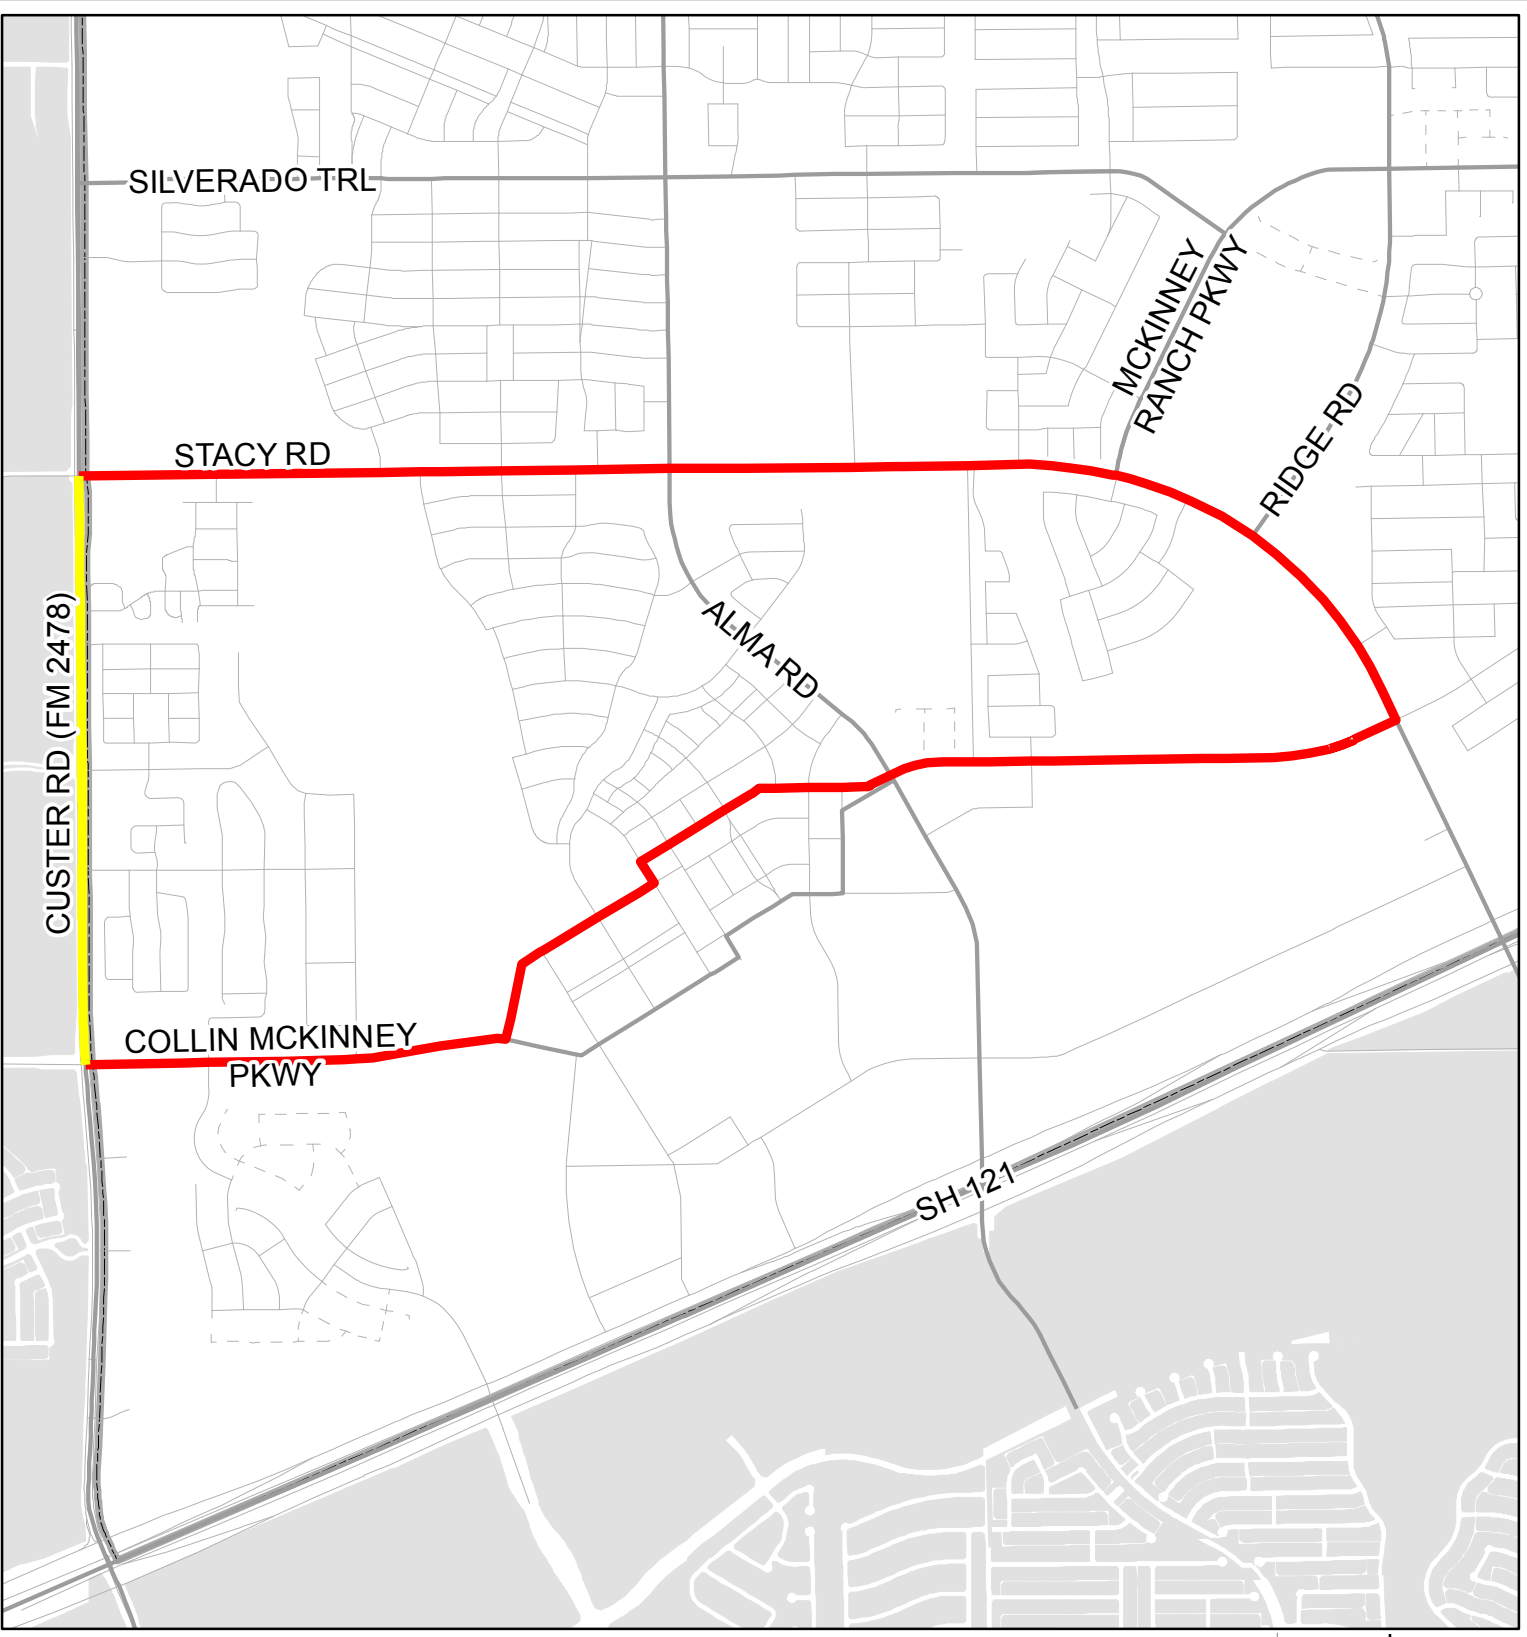 SILVERADO TRL
MCKINNEY
RANCH PKWY
RIDGE RD
STACY RD
ALMA RD
CUSTER RD (FM 2478)
COLLIN MCKINNEY
PKWY
SH 121